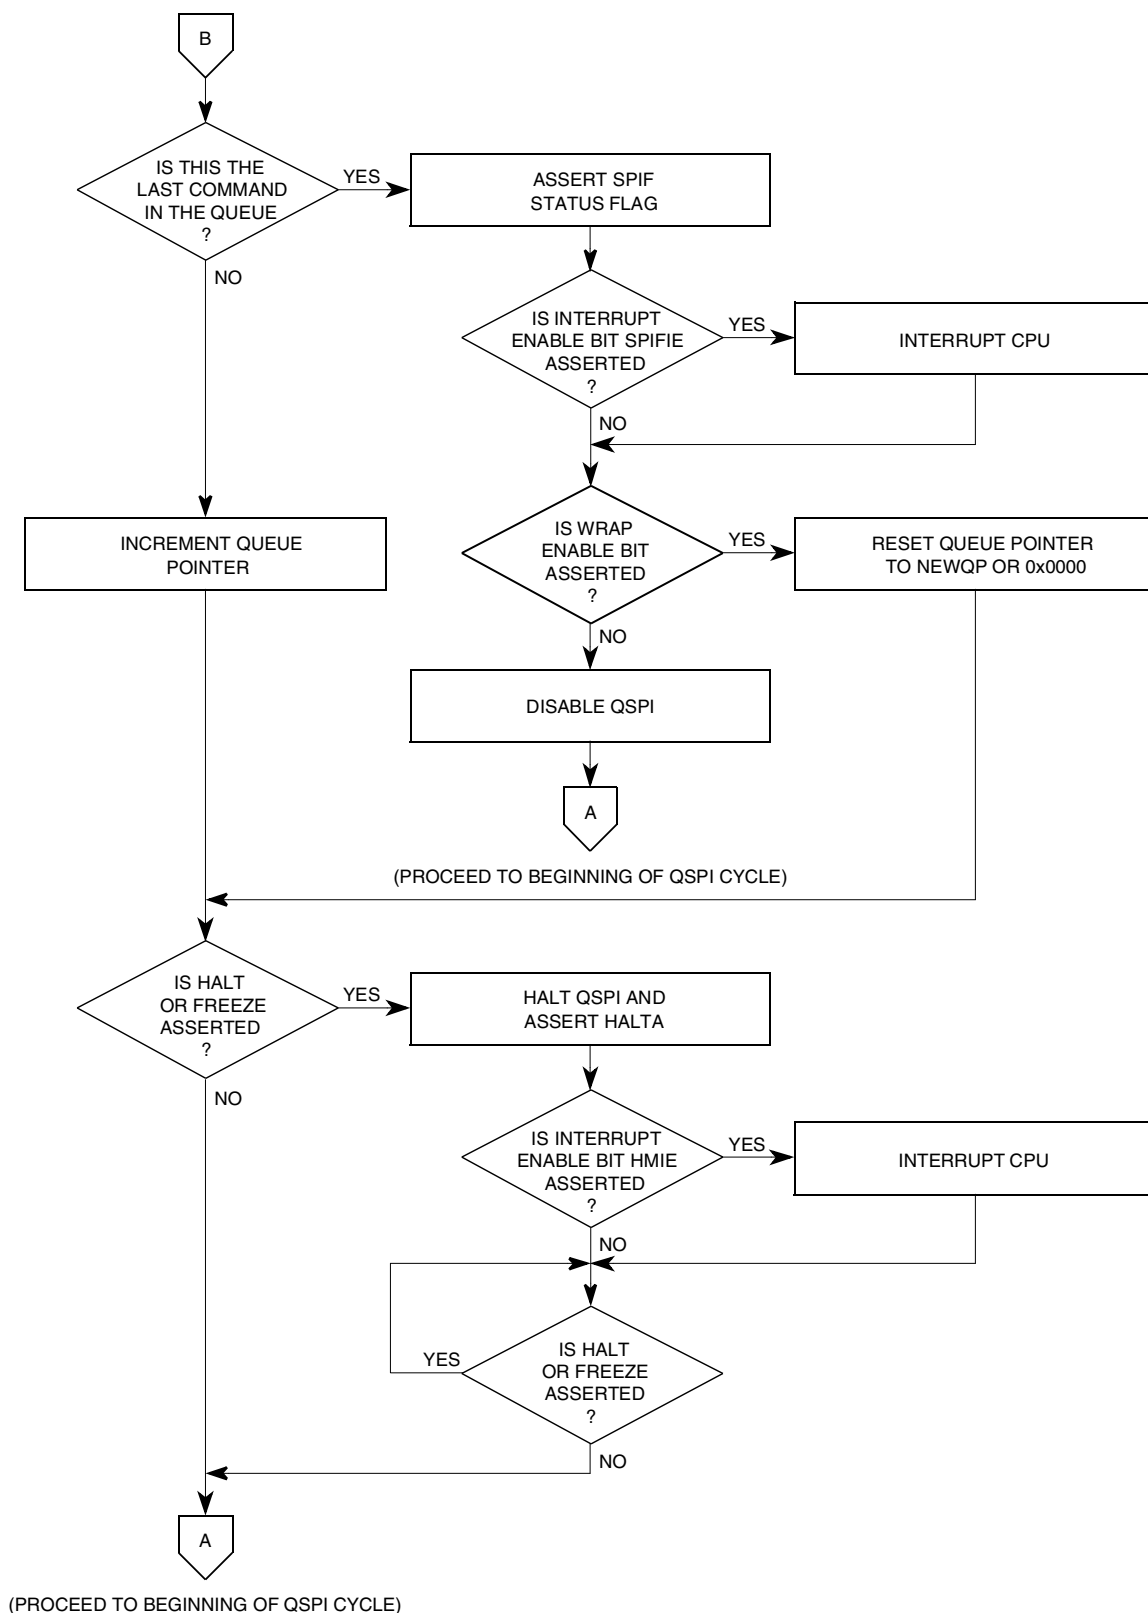 B
IS THIS THE
LAST COMMAND
IN THE QUEUE
?
YES
ASSERT SPIF
STATUS FLAG
NO
IS INTERRUPT
ENABLE BIT SPIFIE
ASSERTED
?
YES
INTERRUPT CPU
NO
INCREMENT QUEUE
POINTER
IS WRAP
ENABLE BIT
ASSERTED
?
YES
RESET QUEUE POINTER
TO NEWQP OR 0x0000
NO
DISABLE QSPI
A
(PROCEED TO BEGINNING OF QSPI CYCLE)
IS HALT
OR FREEZE
ASSERTED
?
YES
HALT QSPI AND
ASSERT HALTA
NO
IS INTERRUPT
ENABLE BIT HMIE
ASSERTED
?
YES
INTERRUPT CPU
NO
IS HALT
OR FREEZE
ASSERTED
?
YES
NO
A
(PROCEED TO BEGINNING OF QSPI CYCLE)